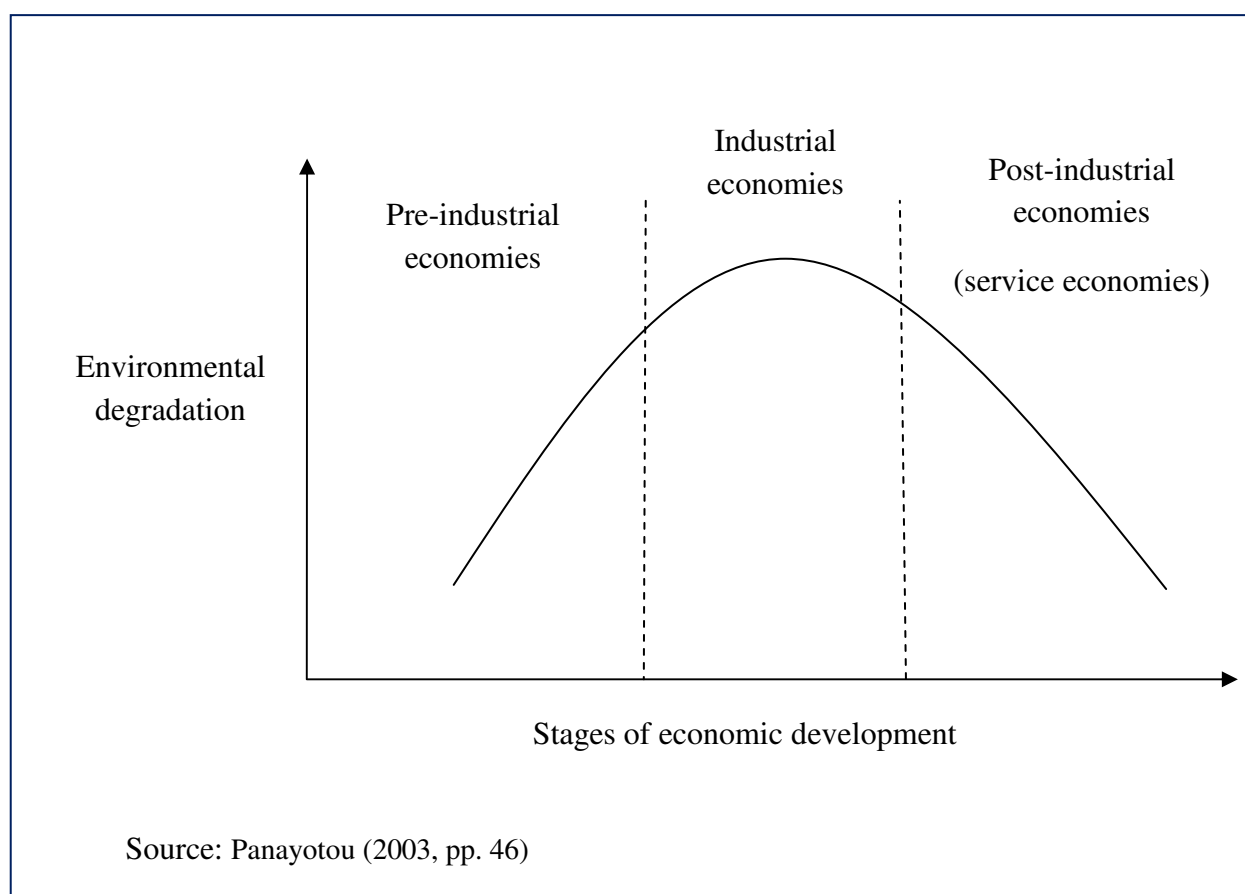 Industrial
economies
Pre-industrial
economies
Post-industrial
economies
(service economies)
Environmental
degradation
Stages of economic development
Source: Panayotou (2003, pp. 46)